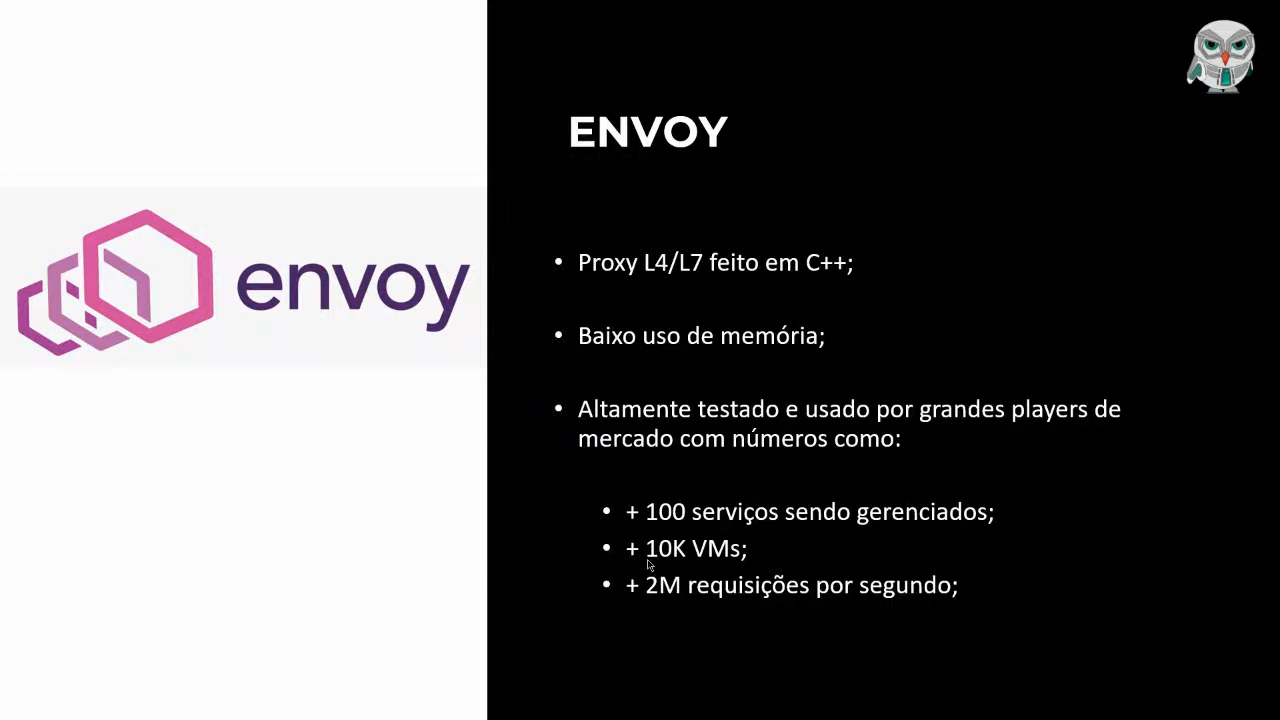 envoy
ENVOY
• Proxy L4/L7 feito em C++;
• Baixo uso de memória;
• Altamente testado e usado por grandes players de
mercado com números como:
• + 100 serviços sendo gerenciados;
• + 10K VMs;
• + 2M requisições por segundo;